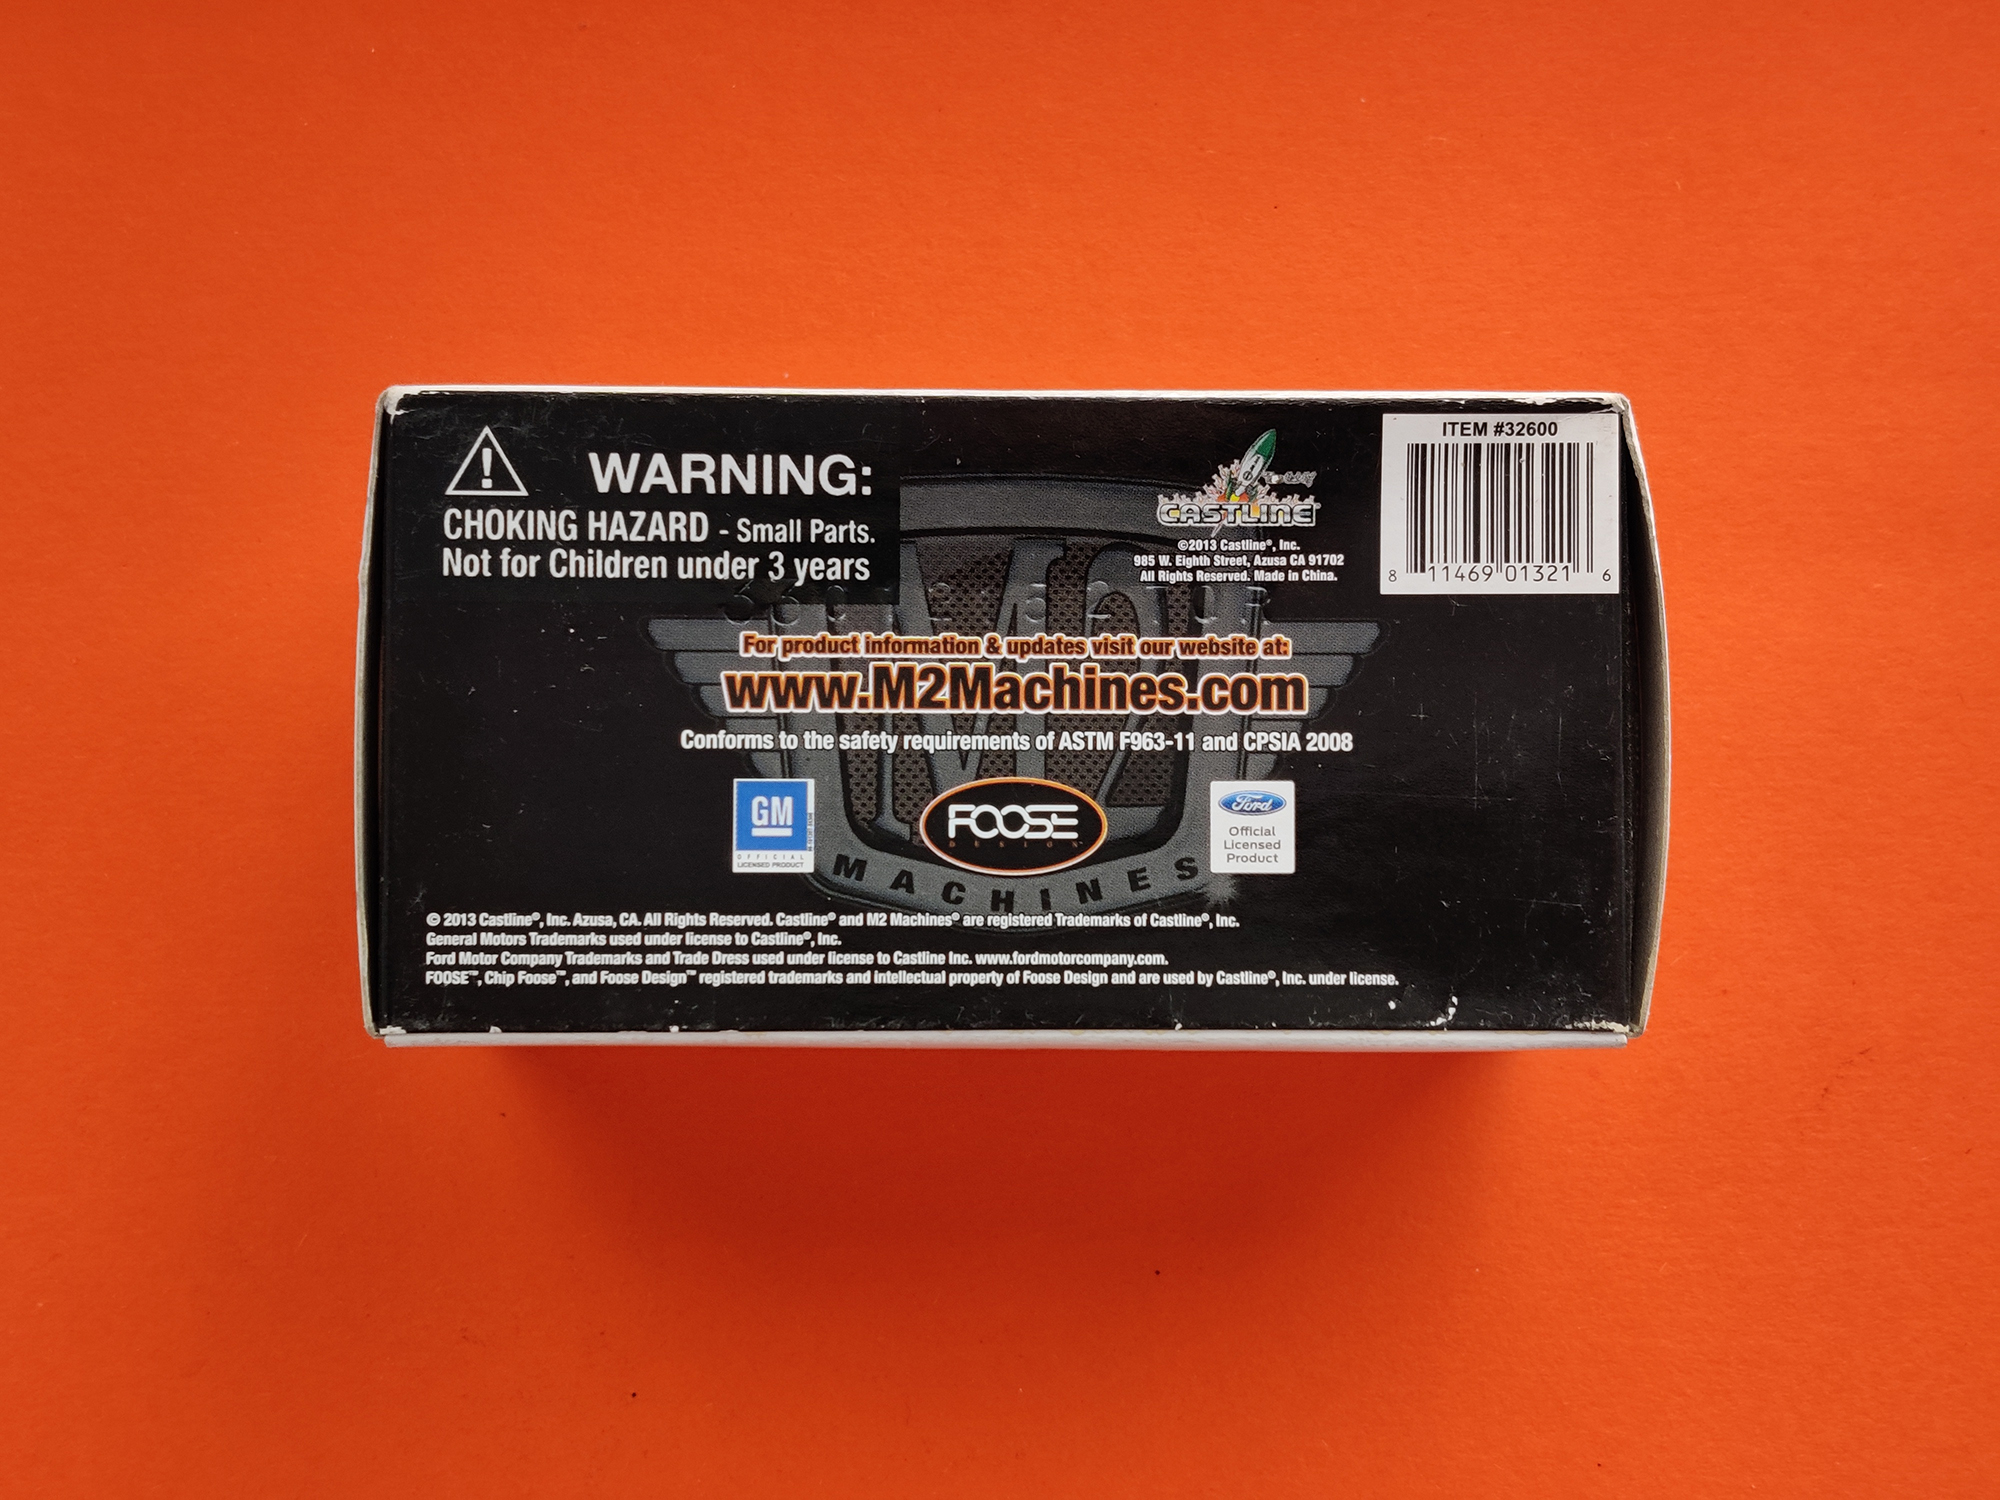 WARNING:
CHOKING HAZARD - Small Parts.
Not for Children under 3 years
CASTLINE®
©2013 Castline®, Inc.
985 W. Eighth Street, Azusa CA 91702
All Rights Reserved. Made in China.
ITEM #32600
8 11469 01321 6
For product information & updates visit our website at:
www.M2Machines.com
Conforms to the safety requirements of ASTM F963-11 and CPSIA 2008
GM
OFFICIAL
LICENSED PRODUCT
FOOSE
DESIGN
Ford
Official
Licensed
Product
M2
MACHINES
© 2013 Castline®, Inc. Azusa, CA. All Rights Reserved. Castline® and M2 Machines® are registered Trademarks of Castline®, Inc.
General Motors Trademarks used under license to Castline®, Inc.
Ford Motor Company Trademarks and Trade Dress used under license to Castline Inc. www.fordmotorcompany.com.
FOOSE™, Chip Foose™, and Foose Design™ registered trademarks and intellectual property of Foose Design and are used by Castline®, Inc. under license.